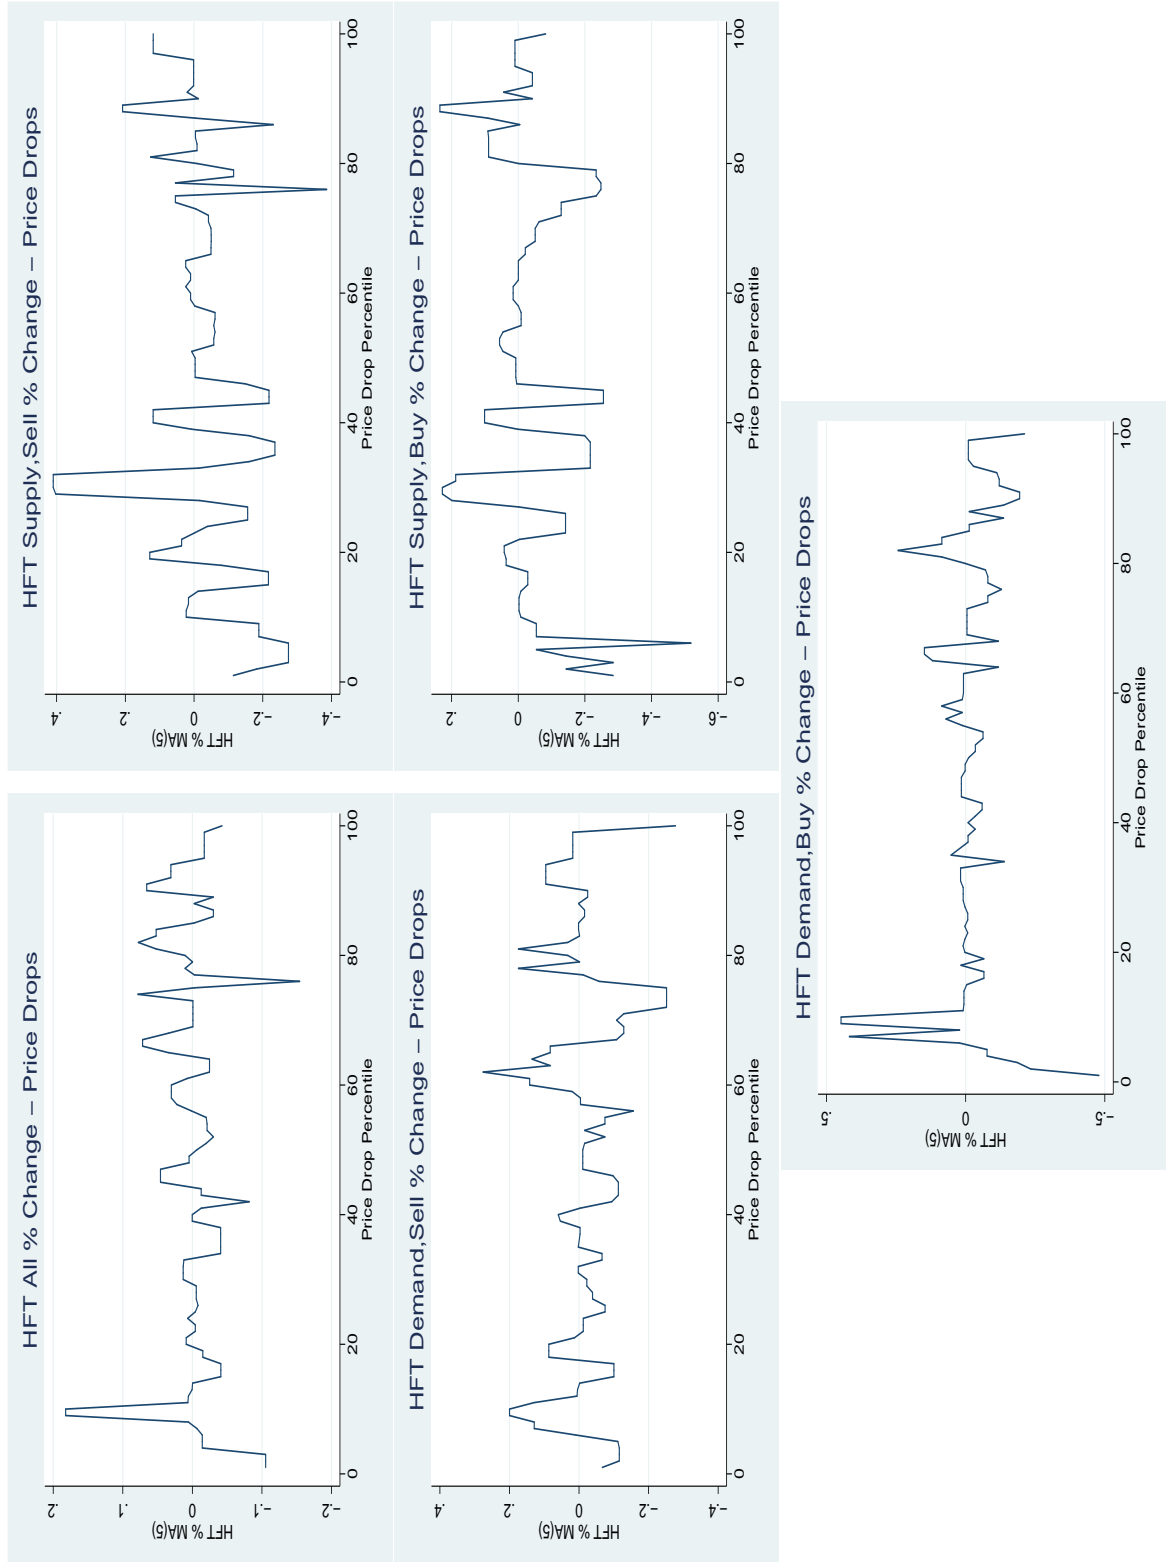 HFT All % Change − Price Drops
HFT % MA(5)
.2
.1
0
−.1
−.2
0 20 40 60 80 100
Price Drop Percentile
HFT Supply,Sell % Change − Price Drops
HFT % MA(5)
.4
.2
0
−.2
−.4
0 20 40 60 80 100
Price Drop Percentile
HFT Demand,Sell % Change − Price Drops
HFT % MA(5)
.4
.2
0
−.2
−.4
0 20 40 60 80 100
Price Drop Percentile
HFT Supply,Buy % Change − Price Drops
HFT % MA(5)
.2
0
−.2
−.4
−.6
0 20 40 60 80 100
Price Drop Percentile
HFT Demand,Buy % Change − Price Drops
HFT % MA(5)
.5
0
−.5
0 20 40 60 80 100
Price Drop Percentile